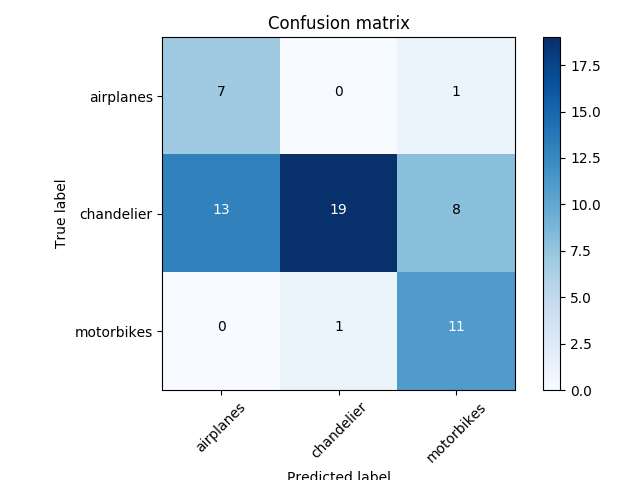 Confusion matrix
True label
airplanes 7 0 1
chandelier 13 19 8
motorbikes 0 1 11
airplanes chandelier motorbikes
Predicted label
17.5
15.0
12.5
10.0
7.5
5.0
2.5
0.0